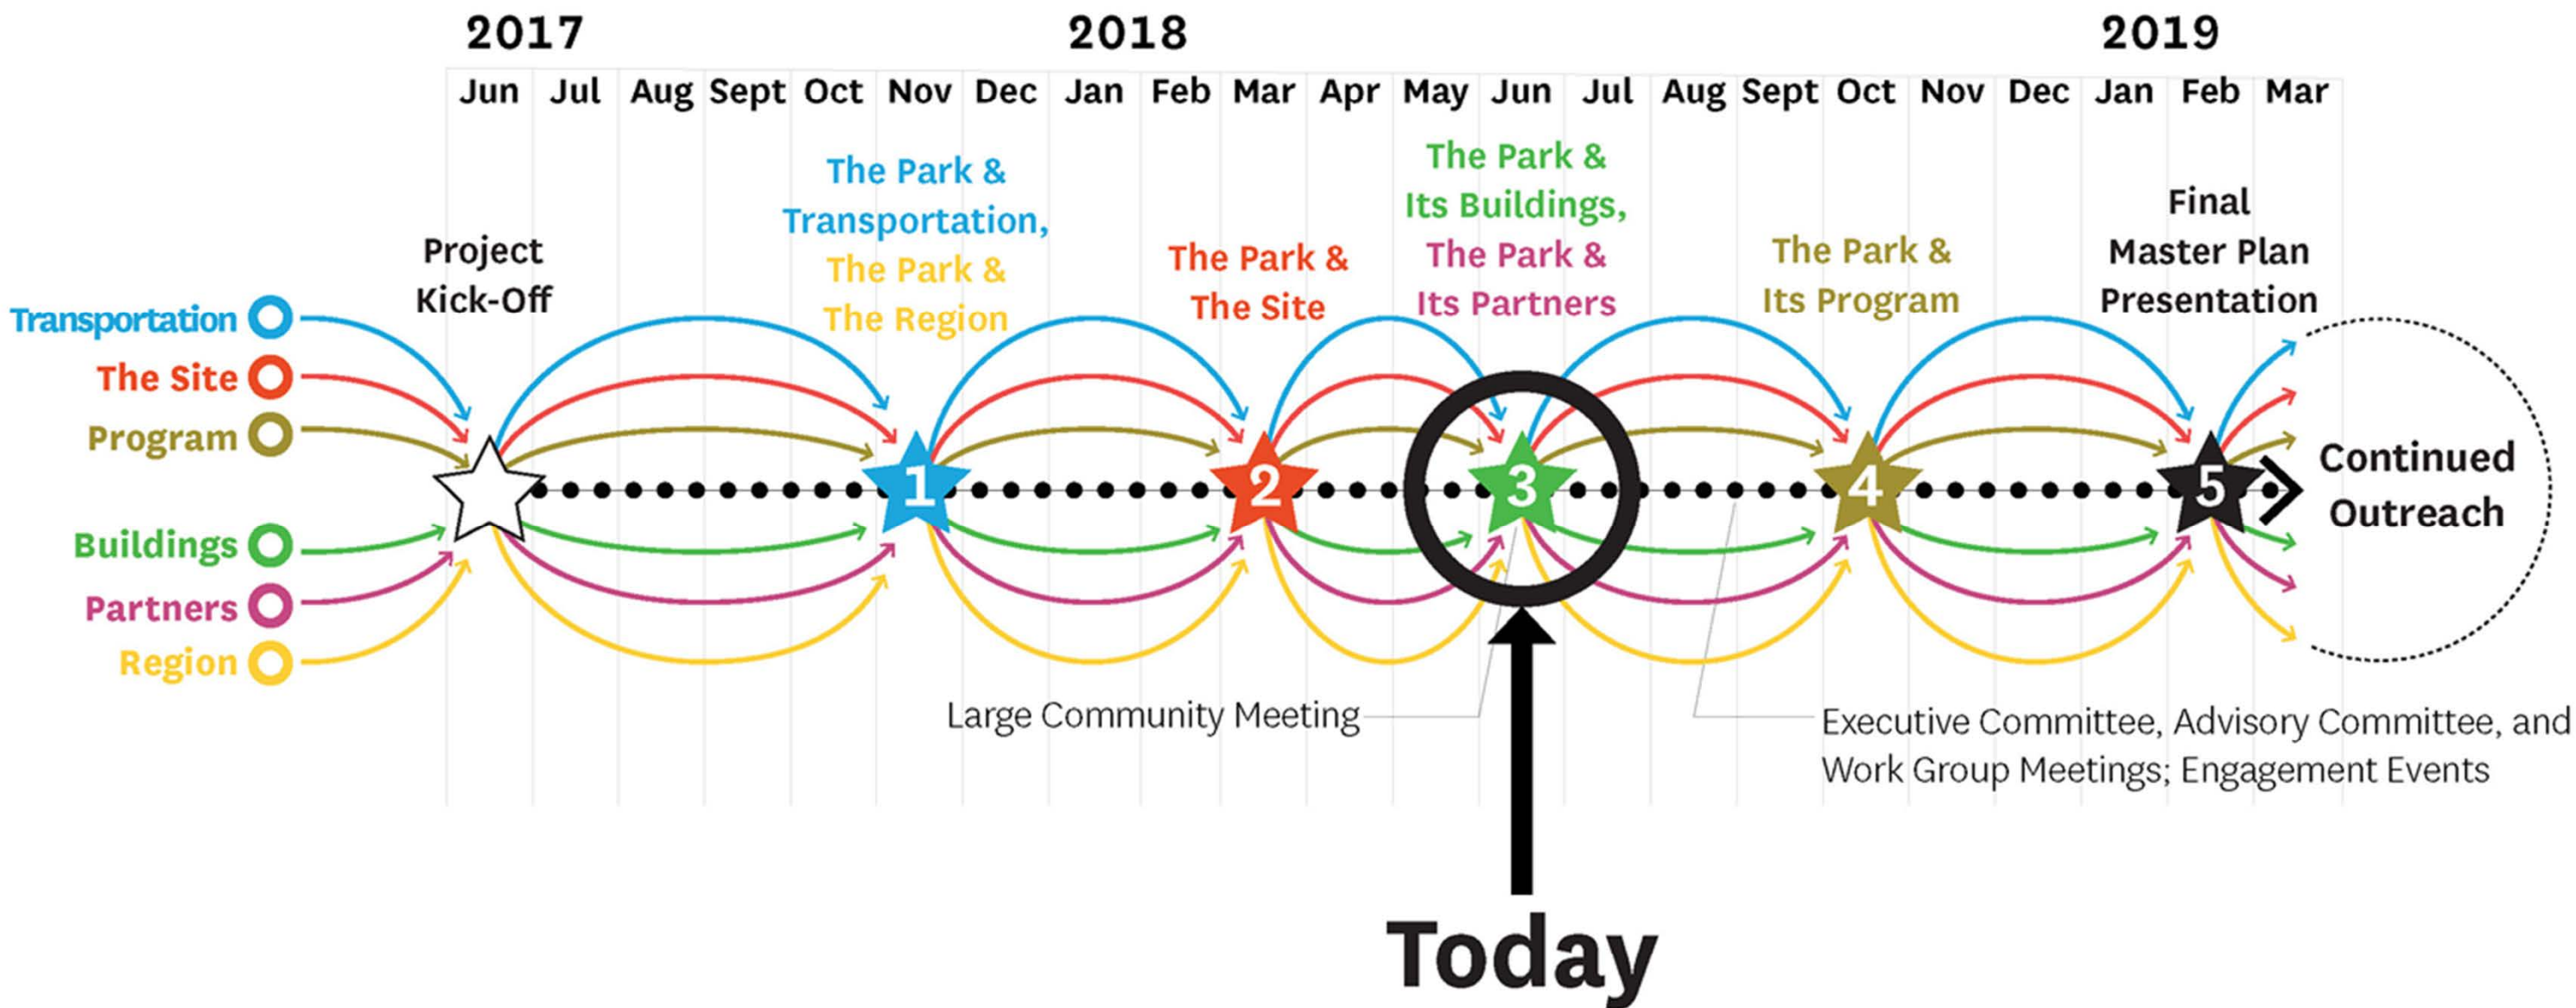 2017 2018 2019
Jun Jul Aug Sept Oct Nov Dec Jan Feb Mar Apr May Jun Jul Aug Sept Oct Nov Dec Jan Feb Mar
Project
Kick-Off
The Park &
Transportation,
The Park &
The Region
The Park &
The Site
The Park &
Its Buildings,
The Park &
Its Partners
The Park &
Its Program
Final
Master Plan
Presentation
Transportation
The Site
Program
Buildings
Partners
Region
1 2 3 4 5
Continued
Outreach
Large Community Meeting
Executive Committee, Advisory Committee, and
Work Group Meetings; Engagement Events
Today